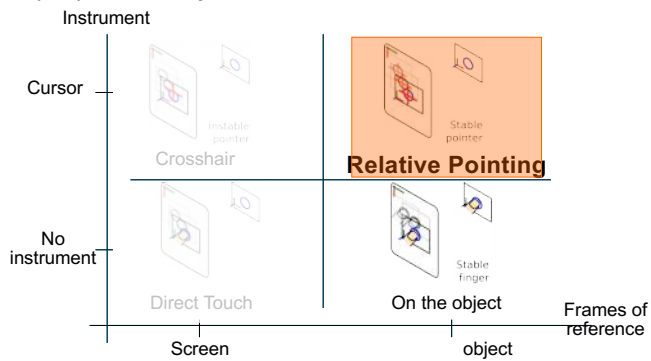 Instrument
Cursor
Instable
pointer
Crosshair
Stable
pointer
Relative Pointing
No
instrument
Direct Touch
Stable
finger
On the object
Frames of
reference
Screen
object